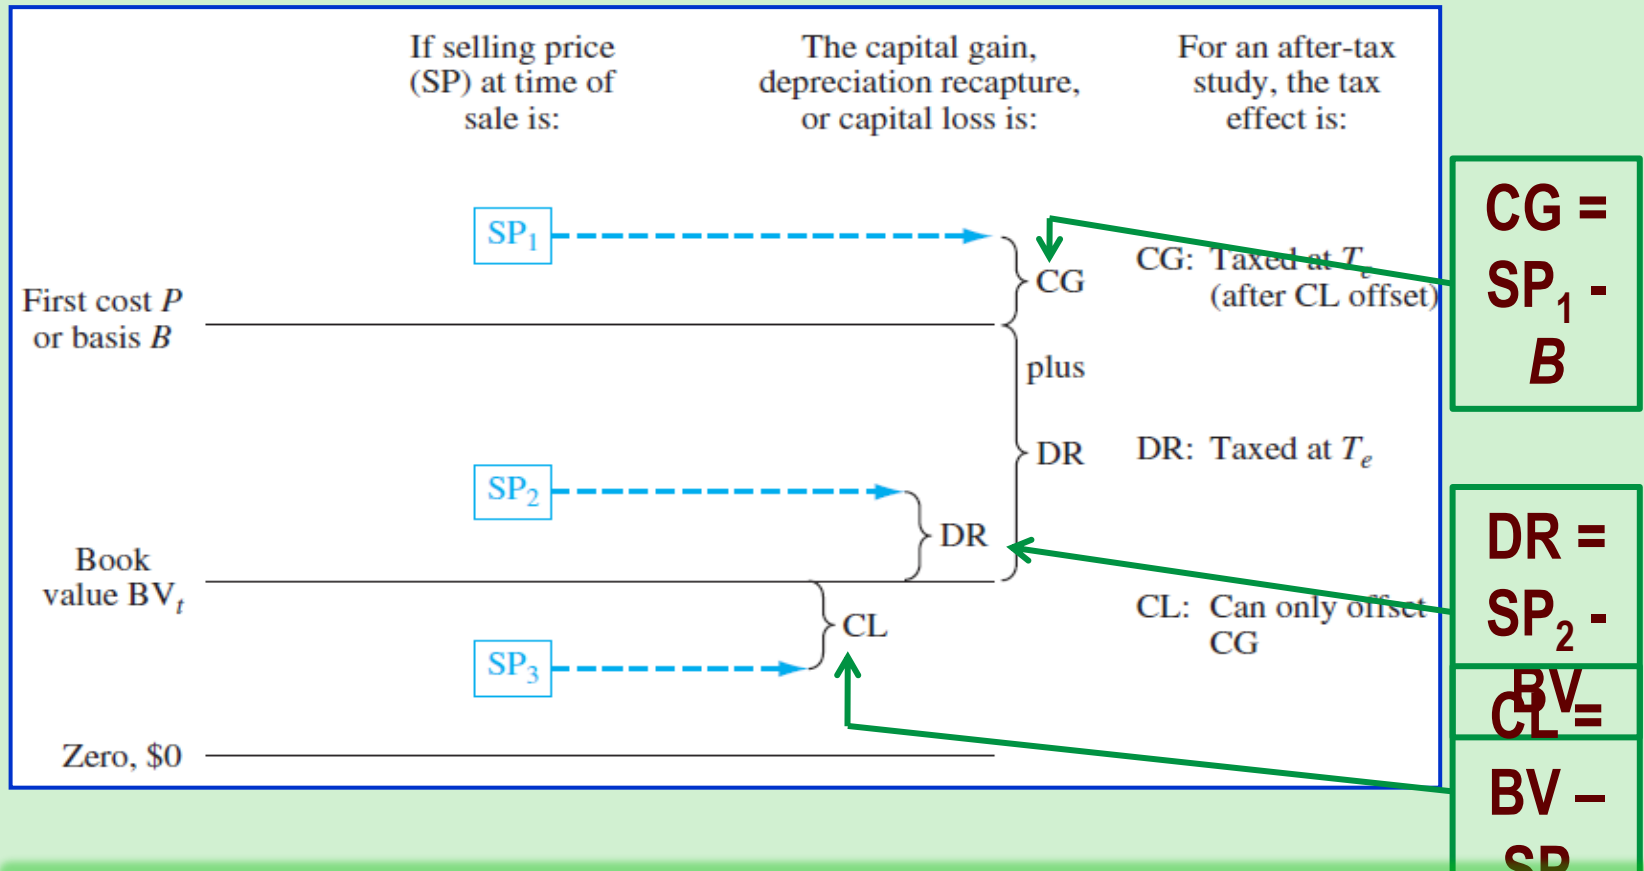 If selling price
(SP) at time of
sale is:
The capital gain,
depreciation recapture,
or capital loss is:
For an after-tax
study, the tax
effect is:
SP1
CG
CG: Taxed at Te
(after CL offset)
First cost P
or basis B
plus
DR
DR: Taxed at Te
SP2
DR
Book
value BVt
CL
CL: Can only offset
CG
SP3
Zero, $0
CG =
SP1 -
B
DR =
SP2 -
BV
CL =
BV –
SP